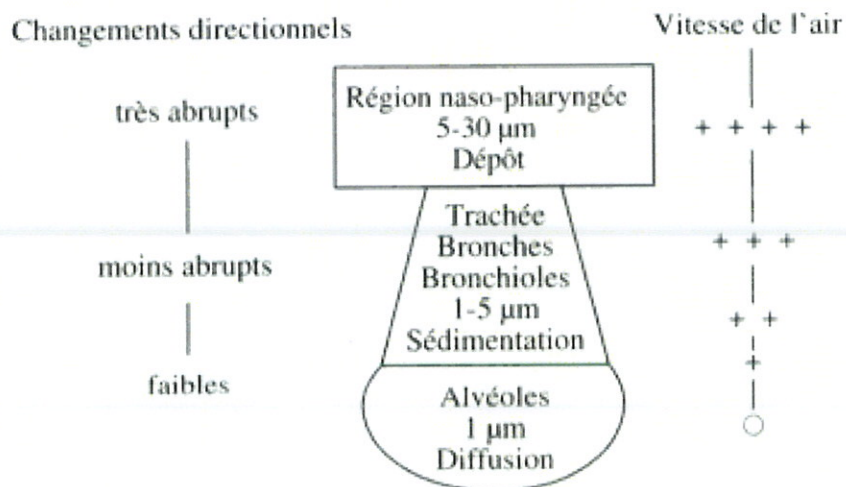 Changements directionnels
très abrupts
moins abrupts
faibles
Région naso-pharyngée
5-30 µm
Dépôt
Trachée
Bronches
Bronchioles
1-5 µm
Sédimentation
Alvéoles
1 µm
Diffusion
Vitesse de l'air
+ + + +
+ + +
+ +
+